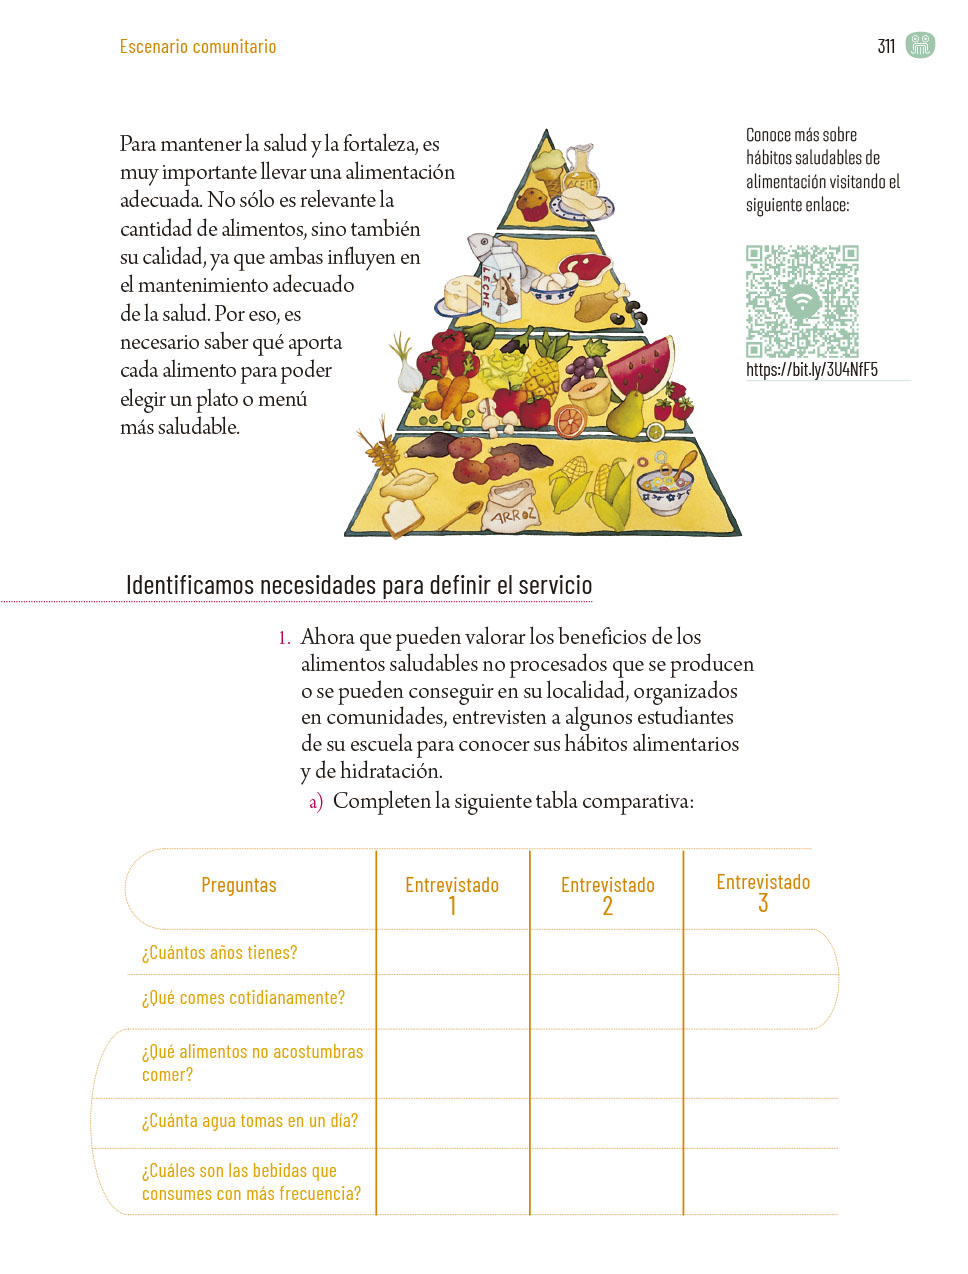 Escenario comunitario
311
Para mantener la salud y la fortaleza, es
muy importante llevar una alimentación
adecuada. No sólo es relevante la
cantidad de alimentos, sino también
su calidad, ya que ambas influyen en
el mantenimiento adecuado
de la salud. Por eso, es
necesario saber qué aporta
cada alimento para poder
elegir un plato o menú
más saludable.
ACEITE
LECHE
ARROZ
Conoce más sobre
hábitos saludables de
alimentación visitando el
siguiente enlace:
https://bit.ly/3U4NfF5
Identificamos necesidades para definir el servicio
1. Ahora que pueden valorar los beneficios de los
alimentos saludables no procesados que se producen
o se pueden conseguir en su localidad, organizados
en comunidades, entrevisten a algunos estudiantes
de su escuela para conocer sus hábitos alimentarios
y de hidratación.
a) Completen la siguiente tabla comparativa:
Preguntas
Entrevistado
1
Entrevistado
2
Entrevistado
3
¿Cuántos años tienes?
¿Qué comes cotidianamente?
¿Qué alimentos no acostumbras
comer?
¿Cuánta agua tomas en un día?
¿Cuáles son las bebidas que
consumes con más frecuencia?